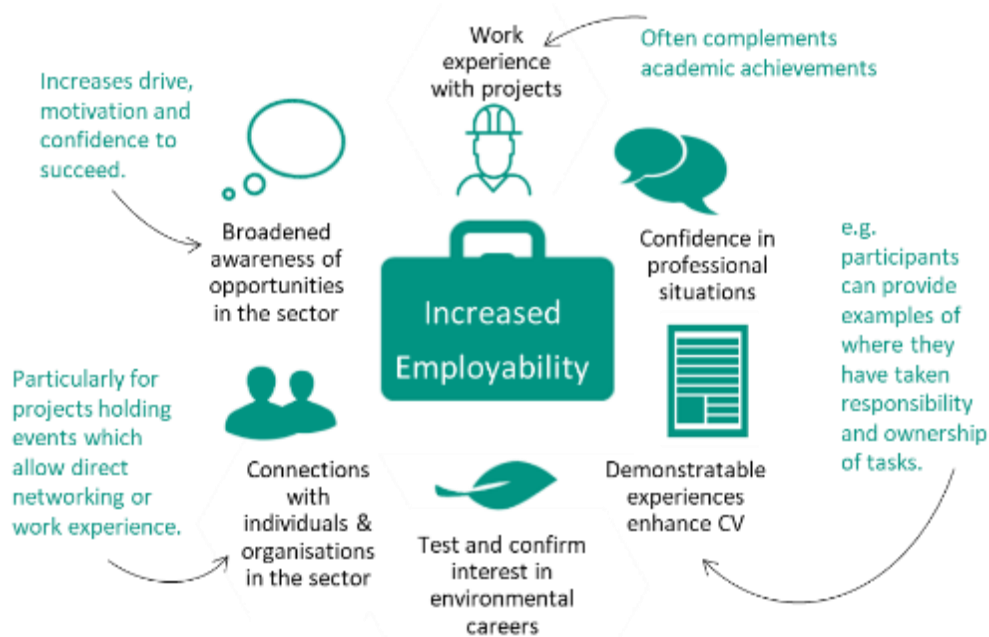 Work
experience
with projects
Often complements
academic achievements
Increases drive,
motivation and
confidence to
succeed.
Broadened
awareness of
opportunities
in the sector
Confidence in
professional
situations
e.g.
participants
can provide
examples of
where they
have taken
responsibility
and ownership
of tasks.
Increased
Employability
Particularly for
projects holding
events which
allow direct
networking or
work experience.
Connections
with
individuals &
organisations
in the sector
Test and confirm
interest in
environmental
careers
Demonstratable
experiences
enhance CV